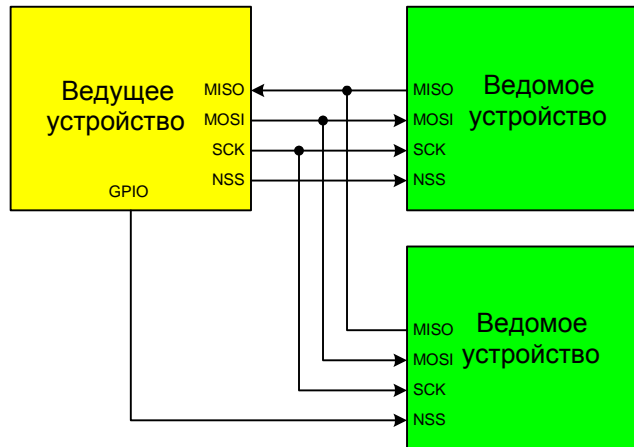 Ведущее
устройство
MISO
MOSI
SCK
NSS
GPIO
Ведомое
устройство
MISO
MOSI
SCK
NSS
Ведомое
устройство
MISO
MOSI
SCK
NSS